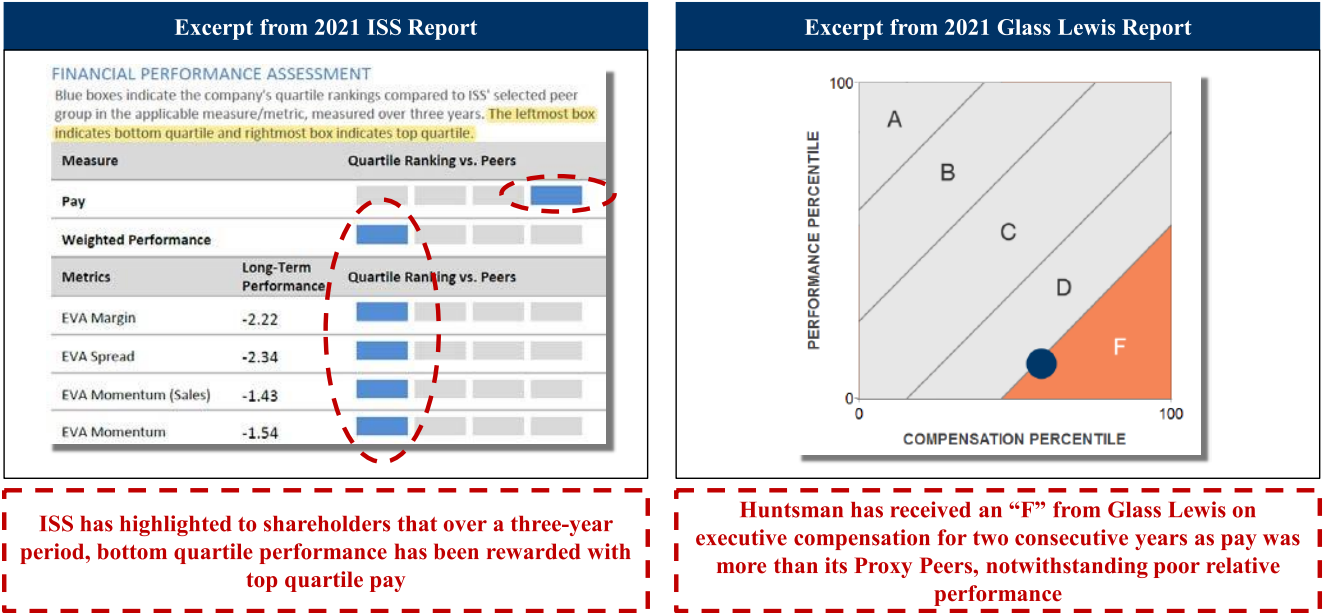 Excerpt from 2021 ISS Report
FINANCIAL PERFORMANCE ASSESSMENT
Blue boxes indicate the company's quartile rankings compared to ISS' selected peer
group in the applicable measure/metric, measured over three years. The leftmost box
indicates bottom quartile and rightmost box indicates top quartile.
Measure Quartile Ranking vs. Peers
Pay
Weighted Performance
Metrics Long-Term Performance Quartile Ranking vs. Peers
EVA Margin -2.22
EVA Spread -2.34
EVA Momentum (Sales) -1.43
EVA Momentum -1.54
ISS has highlighted to shareholders that over a three-year
period, bottom quartile performance has been rewarded with
top quartile pay
Excerpt from 2021 Glass Lewis Report
100
PERFORMANCE PERCENTILE
A
B
C
D
F
0
0 100
COMPENSATION PERCENTILE
Huntsman has received an “F” from Glass Lewis on
executive compensation for two consecutive years as pay was
more than its Proxy Peers, notwithstanding poor relative
performance